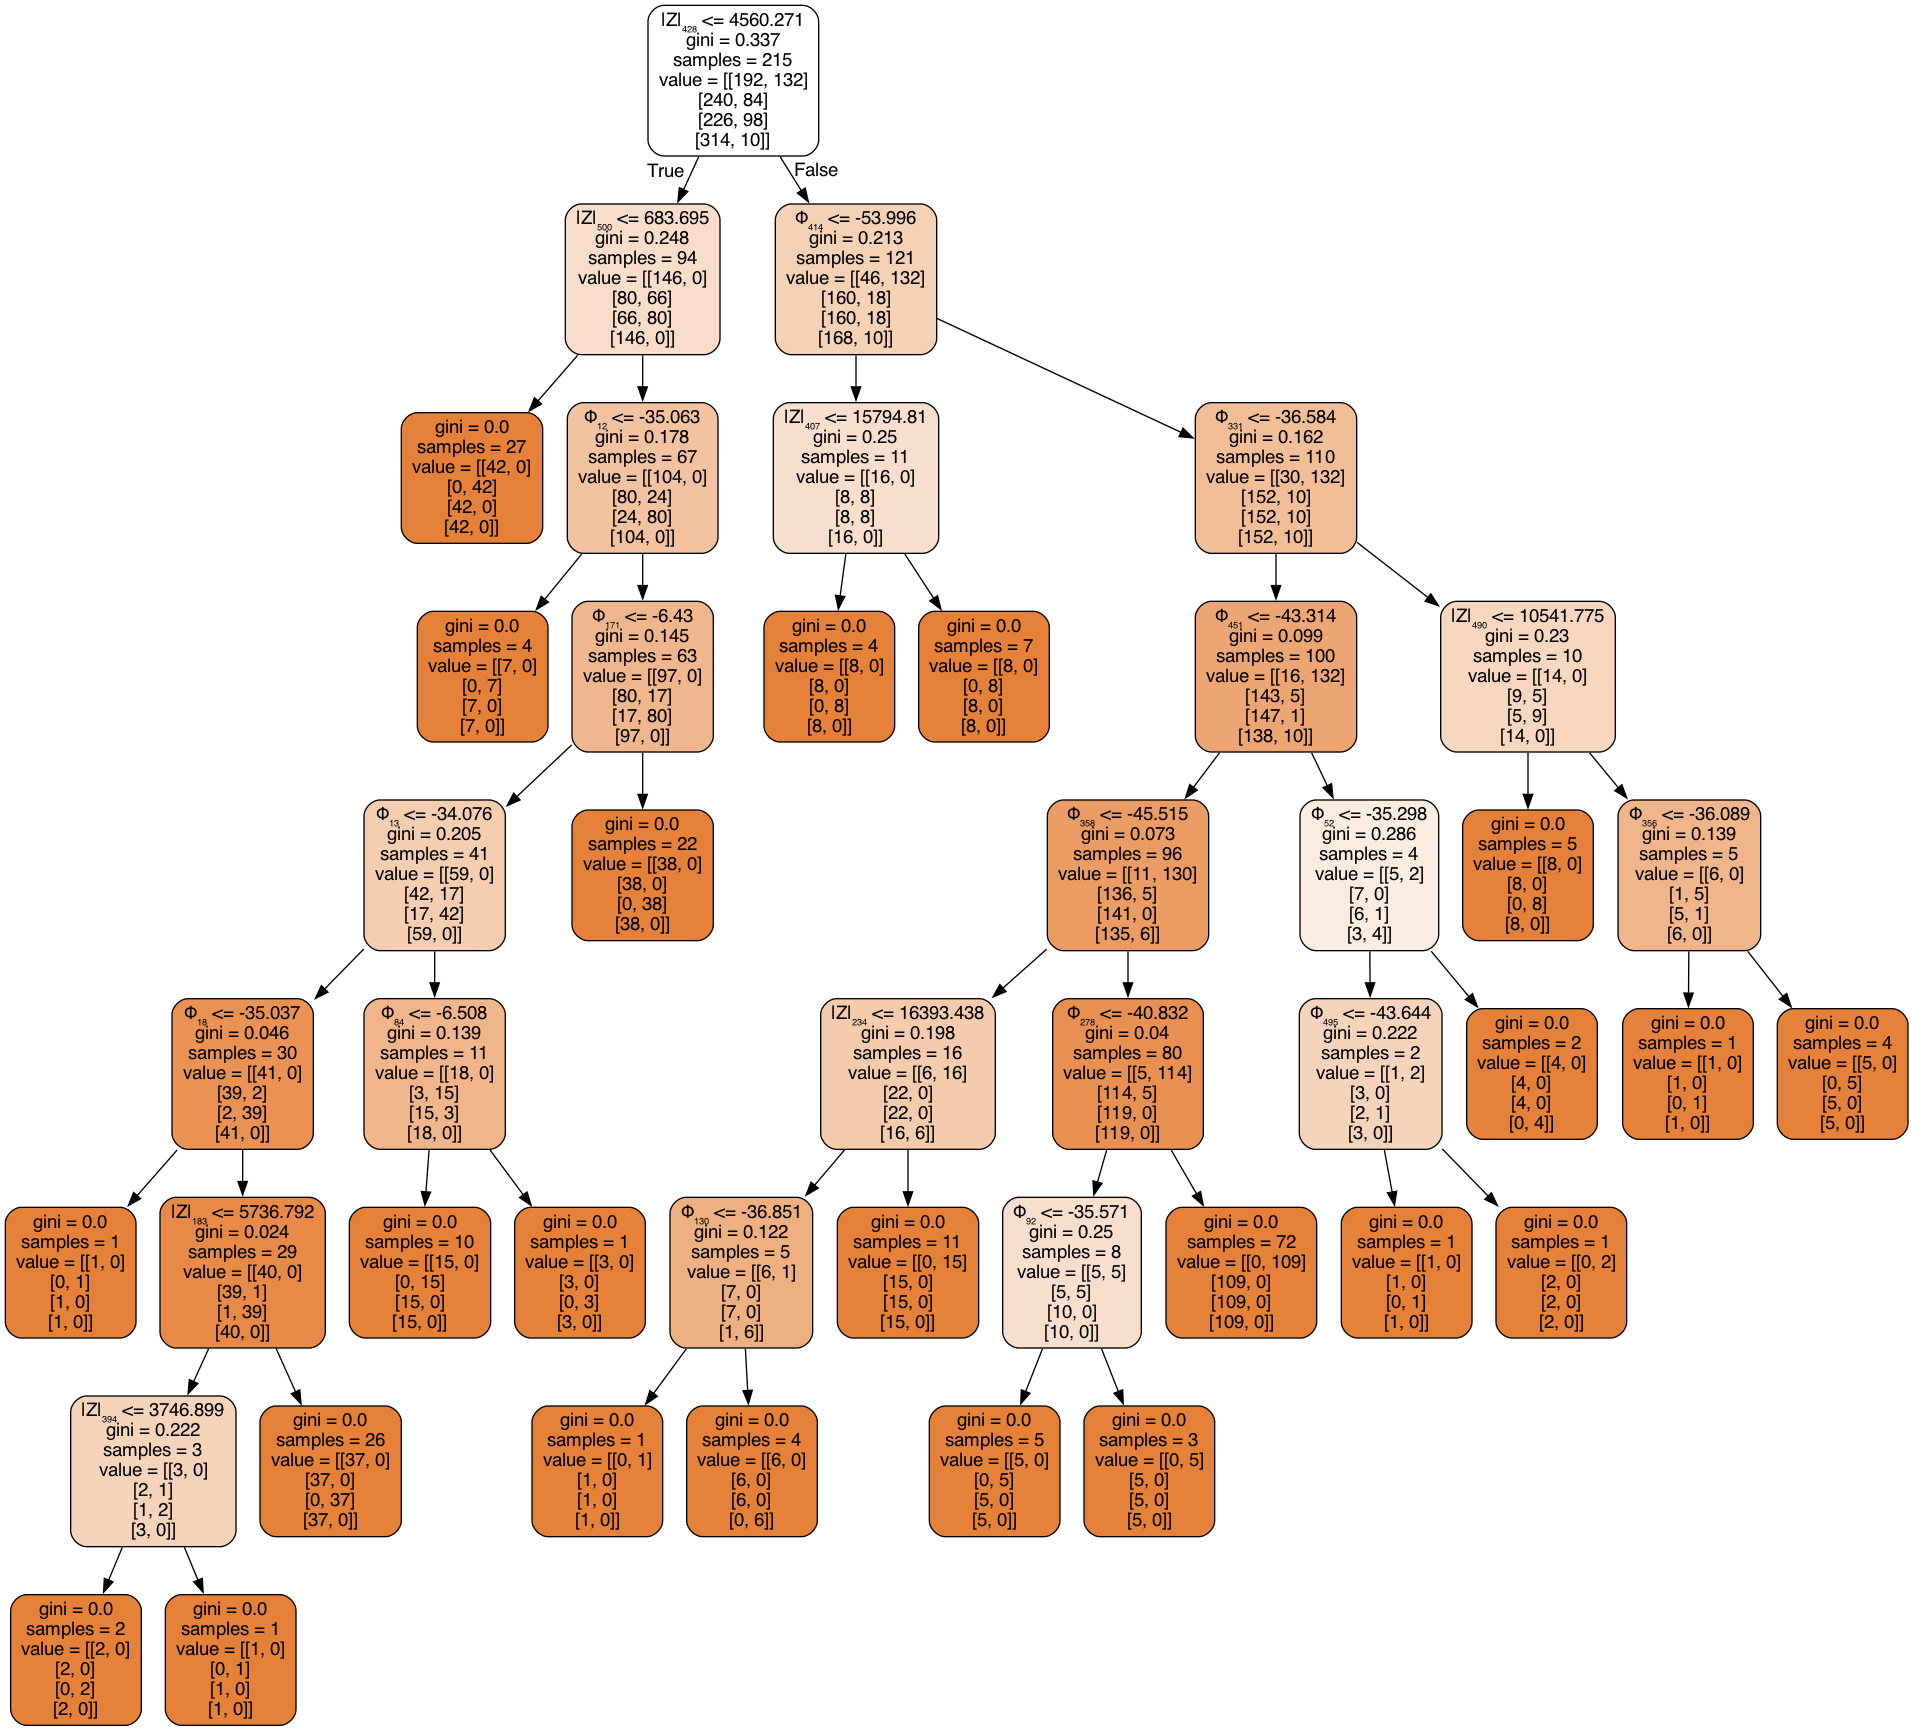 |Z|₄₂₈ <= 4560.271
gini = 0.337
samples = 215
value = [[192, 132]
[240, 84]
[226, 98]
[314, 10]]
True
False
|Z|₅₀₀ <= 683.695
gini = 0.248
samples = 94
value = [[146, 0]
[80, 66]
[66, 80]
[146, 0]]
Φ₄₁₄ <= -53.996
gini = 0.213
samples = 121
value = [[46, 132]
[160, 18]
[160, 18]
[168, 10]]
gini = 0.0
samples = 27
value = [[42, 0]
[0, 42]
[42, 0]
[42, 0]]
Φ₁₂ <= -35.063
gini = 0.178
samples = 67
value = [[104, 0]
[80, 24]
[24, 80]
[104, 0]]
|Z|₄₀₇ <= 15794.81
gini = 0.25
samples = 11
value = [[16, 0]
[8, 8]
[8, 8]
[16, 0]]
Φ₃₃₁ <= -36.584
gini = 0.162
samples = 110
value = [[30, 132]
[152, 10]
[152, 10]
[152, 10]]
gini = 0.0
samples = 4
value = [[7, 0]
[0, 7]
[7, 0]
[7, 0]]
Φ₁₇₁ <= -6.43
gini = 0.145
samples = 63
value = [[97, 0]
[80, 17]
[17, 80]
[97, 0]]
gini = 0.0
samples = 4
value = [[8, 0]
[8, 0]
[0, 8]
[8, 0]]
gini = 0.0
samples = 7
value = [[8, 0]
[0, 8]
[8, 0]
[8, 0]]
Φ₄₅₁ <= -43.314
gini = 0.099
samples = 100
value = [[16, 132]
[143, 5]
[147, 1]
[138, 10]]
|Z|₄₉₀ <= 10541.775
gini = 0.23
samples = 10
value = [[14, 0]
[9, 5]
[5, 9]
[14, 0]]
Φ₁₃ <= -34.076
gini = 0.205
samples = 41
value = [[59, 0]
[42, 17]
[17, 42]
[59, 0]]
gini = 0.0
samples = 22
value = [[38, 0]
[38, 0]
[0, 38]
[38, 0]]
Φ₃₅₈ <= -45.515
gini = 0.073
samples = 96
value = [[11, 130]
[136, 5]
[141, 0]
[135, 6]]
Φ₅₂ <= -35.298
gini = 0.286
samples = 4
value = [[5, 2]
[7, 0]
[6, 1]
[3, 4]]
gini = 0.0
samples = 5
value = [[8, 0]
[8, 0]
[0, 8]
[8, 0]]
Φ₃₅₆ <= -36.089
gini = 0.139
samples = 5
value = [[6, 0]
[1, 5]
[5, 1]
[6, 0]]
Φ₁₈ <= -35.037
gini = 0.046
samples = 30
value = [[41, 0]
[39, 2]
[2, 39]
[41, 0]]
Φ₈₄ <= -6.508
gini = 0.139
samples = 11
value = [[18, 0]
[3, 15]
[15, 3]
[18, 0]]
|Z|₂₃₄ <= 16393.438
gini = 0.198
samples = 16
value = [[6, 16]
[22, 0]
[22, 0]
[16, 6]]
Φ₂₇₈ <= -40.832
gini = 0.04
samples = 80
value = [[5, 114]
[114, 5]
[119, 0]
[119, 0]]
Φ₄₉₅ <= -43.644
gini = 0.222
samples = 2
value = [[1, 2]
[3, 0]
[2, 1]
[3, 0]]
gini = 0.0
samples = 2
value = [[4, 0]
[4, 0]
[4, 0]
[0, 4]]
gini = 0.0
samples = 1
value = [[1, 0]
[1, 0]
[0, 1]
[1, 0]]
gini = 0.0
samples = 4
value = [[5, 0]
[0, 5]
[5, 0]
[5, 0]]
gini = 0.0
samples = 1
value = [[1, 0]
[0, 1]
[1, 0]
[1, 0]]
|Z|₁₈₃ <= 5736.792
gini = 0.024
samples = 29
value = [[40, 0]
[39, 1]
[1, 39]
[40, 0]]
gini = 0.0
samples = 10
value = [[15, 0]
[0, 15]
[15, 0]
[15, 0]]
gini = 0.0
samples = 1
value = [[3, 0]
[3, 0]
[0, 3]
[3, 0]]
Φ₁₃₀ <= -36.851
gini = 0.122
samples = 5
value = [[6, 1]
[7, 0]
[7, 0]
[1, 6]]
gini = 0.0
samples = 11
value = [[0, 15]
[15, 0]
[15, 0]
[15, 0]]
Φ₉₂ <= -35.571
gini = 0.25
samples = 8
value = [[5, 5]
[5, 5]
[10, 0]
[10, 0]]
gini = 0.0
samples = 72
value = [[0, 109]
[109, 0]
[109, 0]
[109, 0]]
gini = 0.0
samples = 1
value = [[1, 0]
[1, 0]
[0, 1]
[1, 0]]
gini = 0.0
samples = 1
value = [[0, 2]
[2, 0]
[2, 0]
[2, 0]]
|Z|₃₉₄ <= 3746.899
gini = 0.222
samples = 3
value = [[3, 0]
[2, 1]
[1, 2]
[3, 0]]
gini = 0.0
samples = 26
value = [[37, 0]
[37, 0]
[0, 37]
[37, 0]]
gini = 0.0
samples = 1
value = [[0, 1]
[1, 0]
[1, 0]
[1, 0]]
gini = 0.0
samples = 4
value = [[6, 0]
[6, 0]
[6, 0]
[0, 6]]
gini = 0.0
samples = 5
value = [[5, 0]
[0, 5]
[5, 0]
[5, 0]]
gini = 0.0
samples = 3
value = [[0, 5]
[5, 0]
[5, 0]
[5, 0]]
gini = 0.0
samples = 2
value = [[2, 0]
[2, 0]
[0, 2]
[2, 0]]
gini = 0.0
samples = 1
value = [[1, 0]
[0, 1]
[1, 0]
[1, 0]]